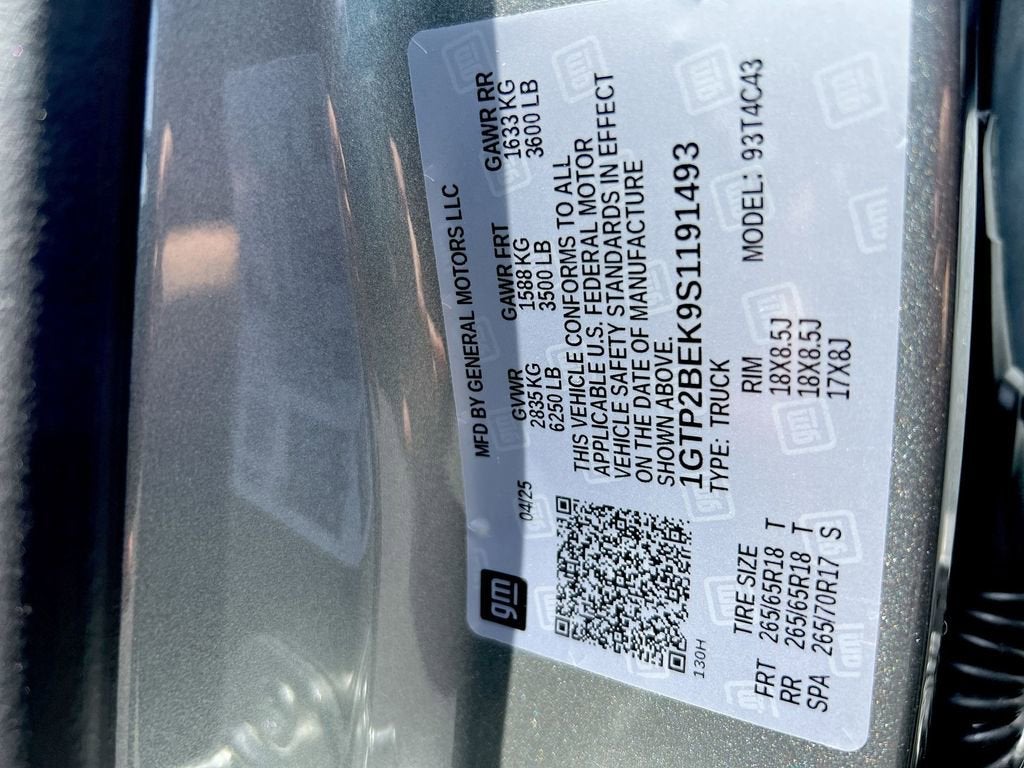 gm
MFD BY GENERAL MOTORS LLC
04/25 GVWR GAWR FRT GAWR RR
2835 KG 1588 KG 1633 KG
6250 LB 3500 LB 3600 LB
THIS VEHICLE CONFORMS TO ALL
APPLICABLE U.S. FEDERAL MOTOR
VEHICLE SAFETY STANDARDS IN EFFECT
ON THE DATE OF MANUFACTURE
SHOWN ABOVE.
1GTP2BEK9S1191493
TYPE: TRUCK MODEL: 93T4C43
130H
TIRE SIZE RIM
FRT 265/65R18 T 18X8.5J
RR 265/65R18 T 18X8.5J
SPA 265/70R17 S 17X8J